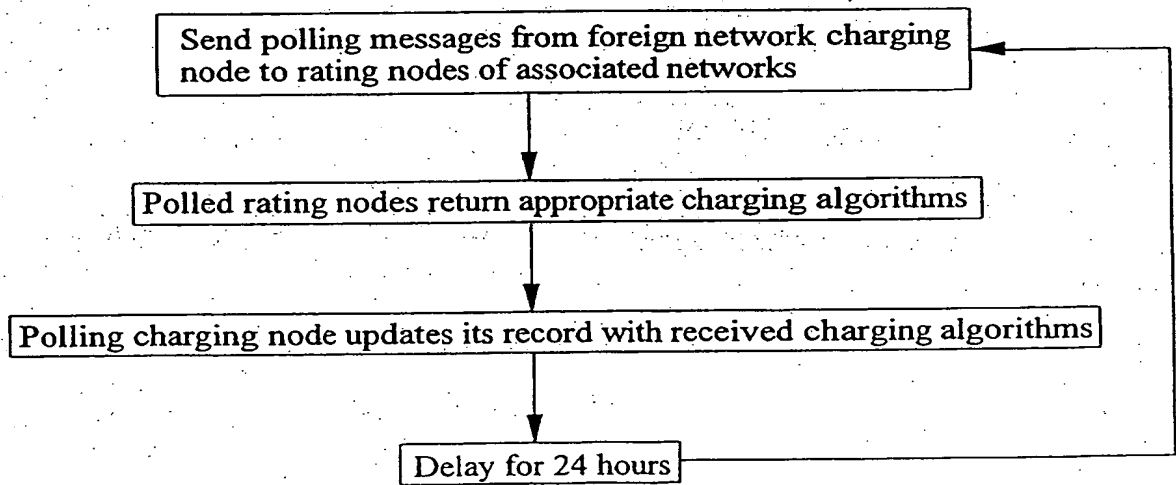 Send polling messages from foreign network charging
node to rating nodes of associated networks
Polled rating nodes return appropriate charging algorithms
Polling charging node updates its record with received charging algorithms
Delay for 24 hours